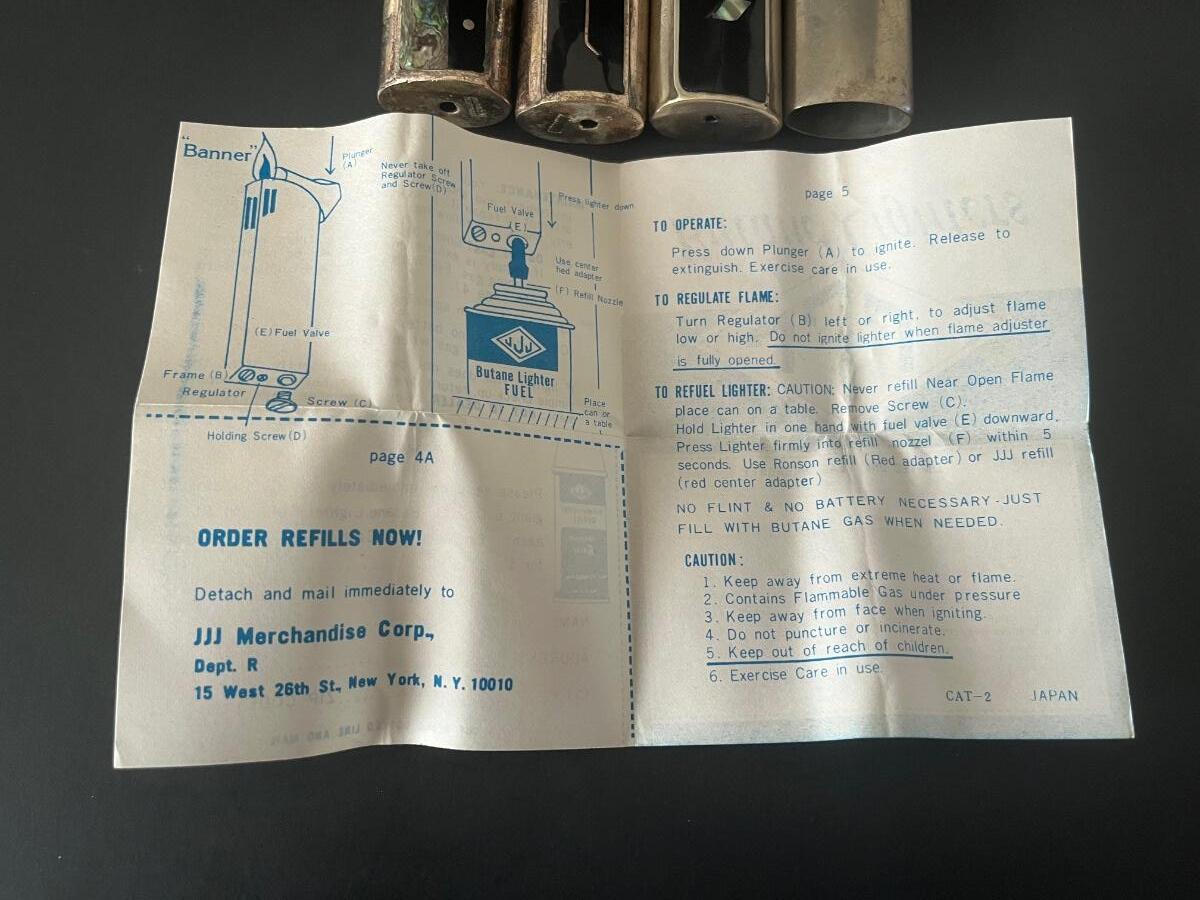 "Banner"
Plunger
(A)
Never take off
Regulator Screw
and Screw(D)
Press lighter down
Fuel Valve
(E)
Use center
hed adapter
(F) Refill Nozzle
(E) Fuel Valve
JJJ
Butane Lighter
FUEL
Frame (B)
Regulator
Screw (C)
Place
can or
a table
Holding Screw (D)
page 4A
ORDER REFILLS NOW!
Detach and mail immediately to
JJJ Merchandise Corp.,
Dept. R
15 West 26th St., New York, N. Y. 10010
page 5
TO OPERATE:
Press down Plunger (A) to ignite. Release to
extinguish. Exercise care in use.
TO REGULATE FLAME:
Turn Regulator (B) left or right, to adjust flame
low or high. Do not ignite lighter when flame adjuster
is fully opened.
TO REFUEL LIGHTER: CAUTION: Never refill Near Open Flame
place can on a table. Remove Screw (C).
Hold Lighter in one hand with fuel valve (E) downward.
Press Lighter firmly into refill nozzel (F) within 5
seconds. Use Ronson refill (Red adapter) or JJJ refill
(red center adapter)
NO FLINT & NO BATTERY NECESSARY - JUST
FILL WITH BUTANE GAS WHEN NEEDED.
CAUTION:
1. Keep away from extreme heat or flame.
2. Contains Flammable Gas under pressure
3. Keep away from face when igniting.
4. Do not puncture or incinerate.
5. Keep out of reach of children.
6. Exercise Care in use.
CAT-2 JAPAN